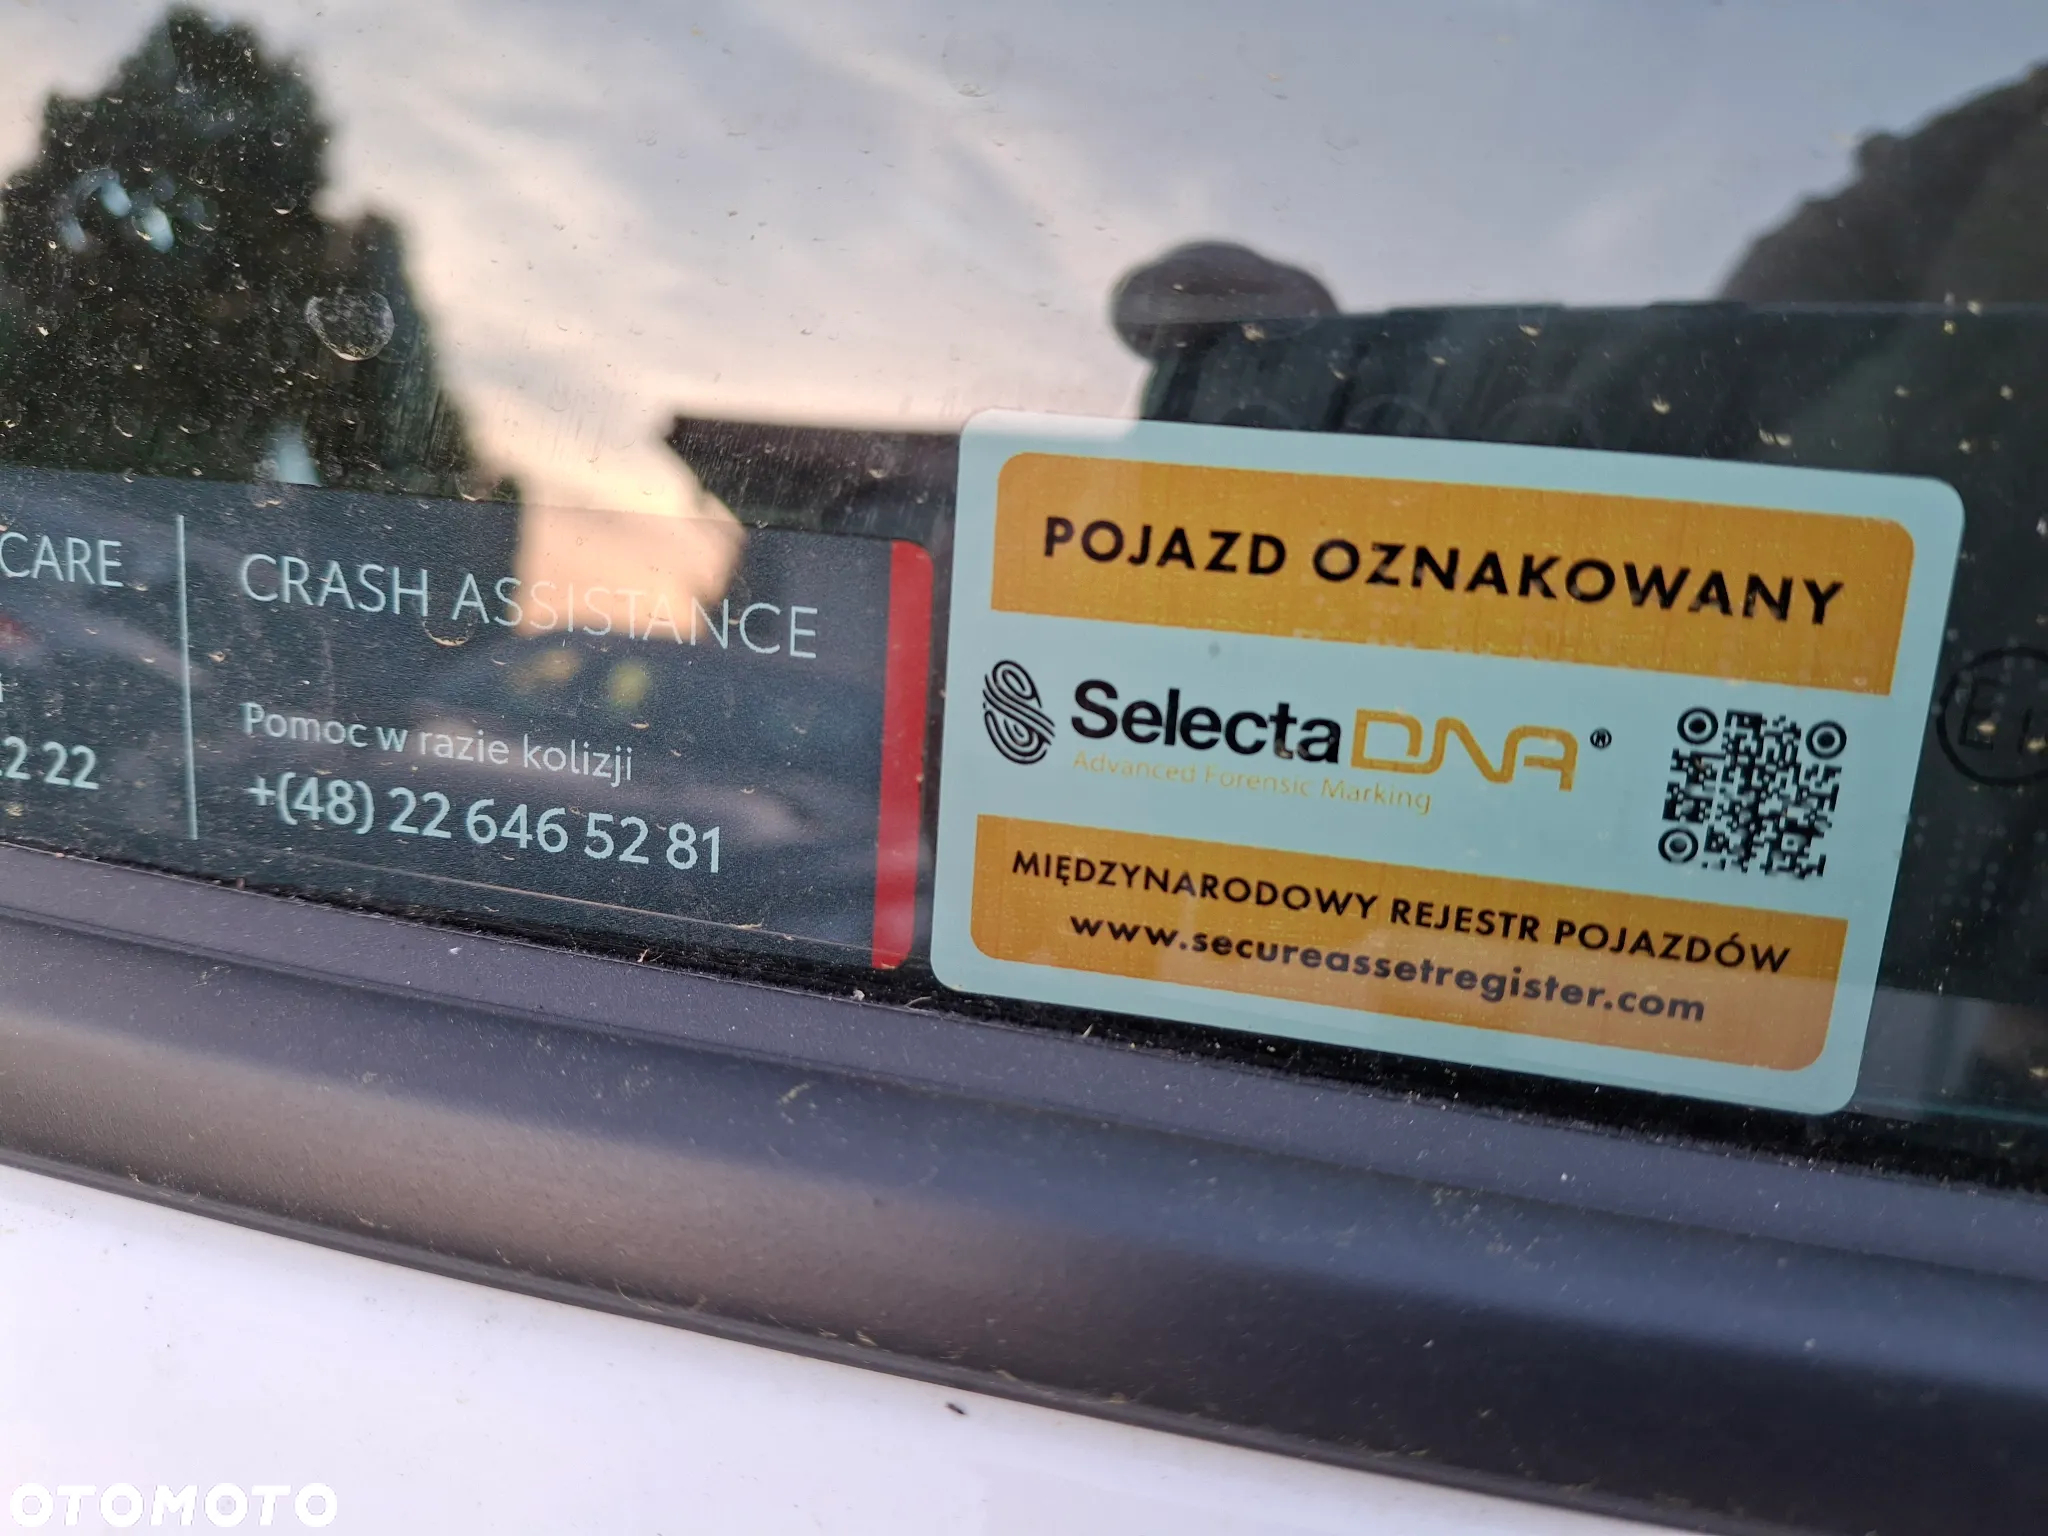 CARE
22 22
CRASH ASSISTANCE
Pomoc w razie kolizji
+(48) 22 646 52 81
POJAZD OZNAKOWANY
SelectaDNA®
Advanced Forensic Marking
MIĘDZYNARODOWY REJESTR POJAZDÓW
www.secureassetregister.com
OTOMOTO